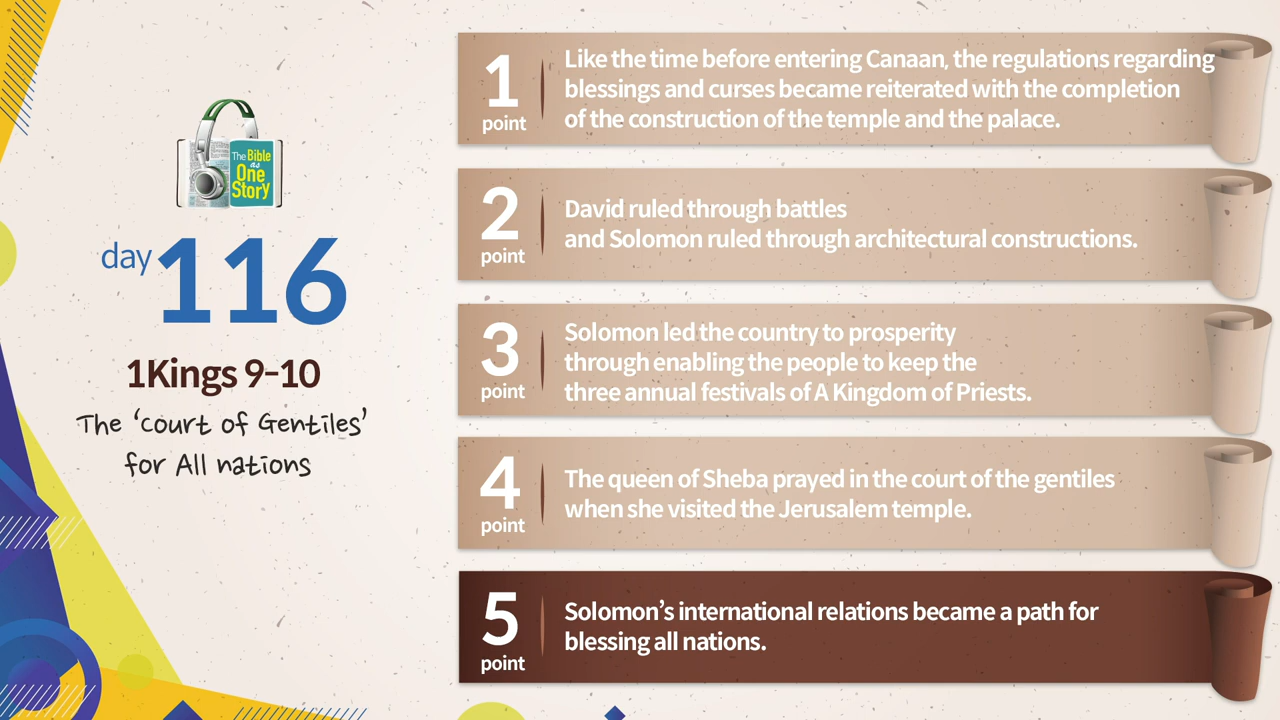 The Bible
as
One
Story
day 116
1Kings 9-10
The ‘court of Gentiles’
for All nations
1
point
Like the time before entering Canaan, the regulations regarding
blessings and curses became reiterated with the completion
of the construction of the temple and the palace.
2
point
David ruled through battles
and Solomon ruled through architectural constructions.
3
point
Solomon led the country to prosperity
through enabling the people to keep the
three annual festivals of A Kingdom of Priests.
4
point
The queen of Sheba prayed in the court of the gentiles
when she visited the Jerusalem temple.
5
point
Solomon’s international relations became a path for
blessing all nations.